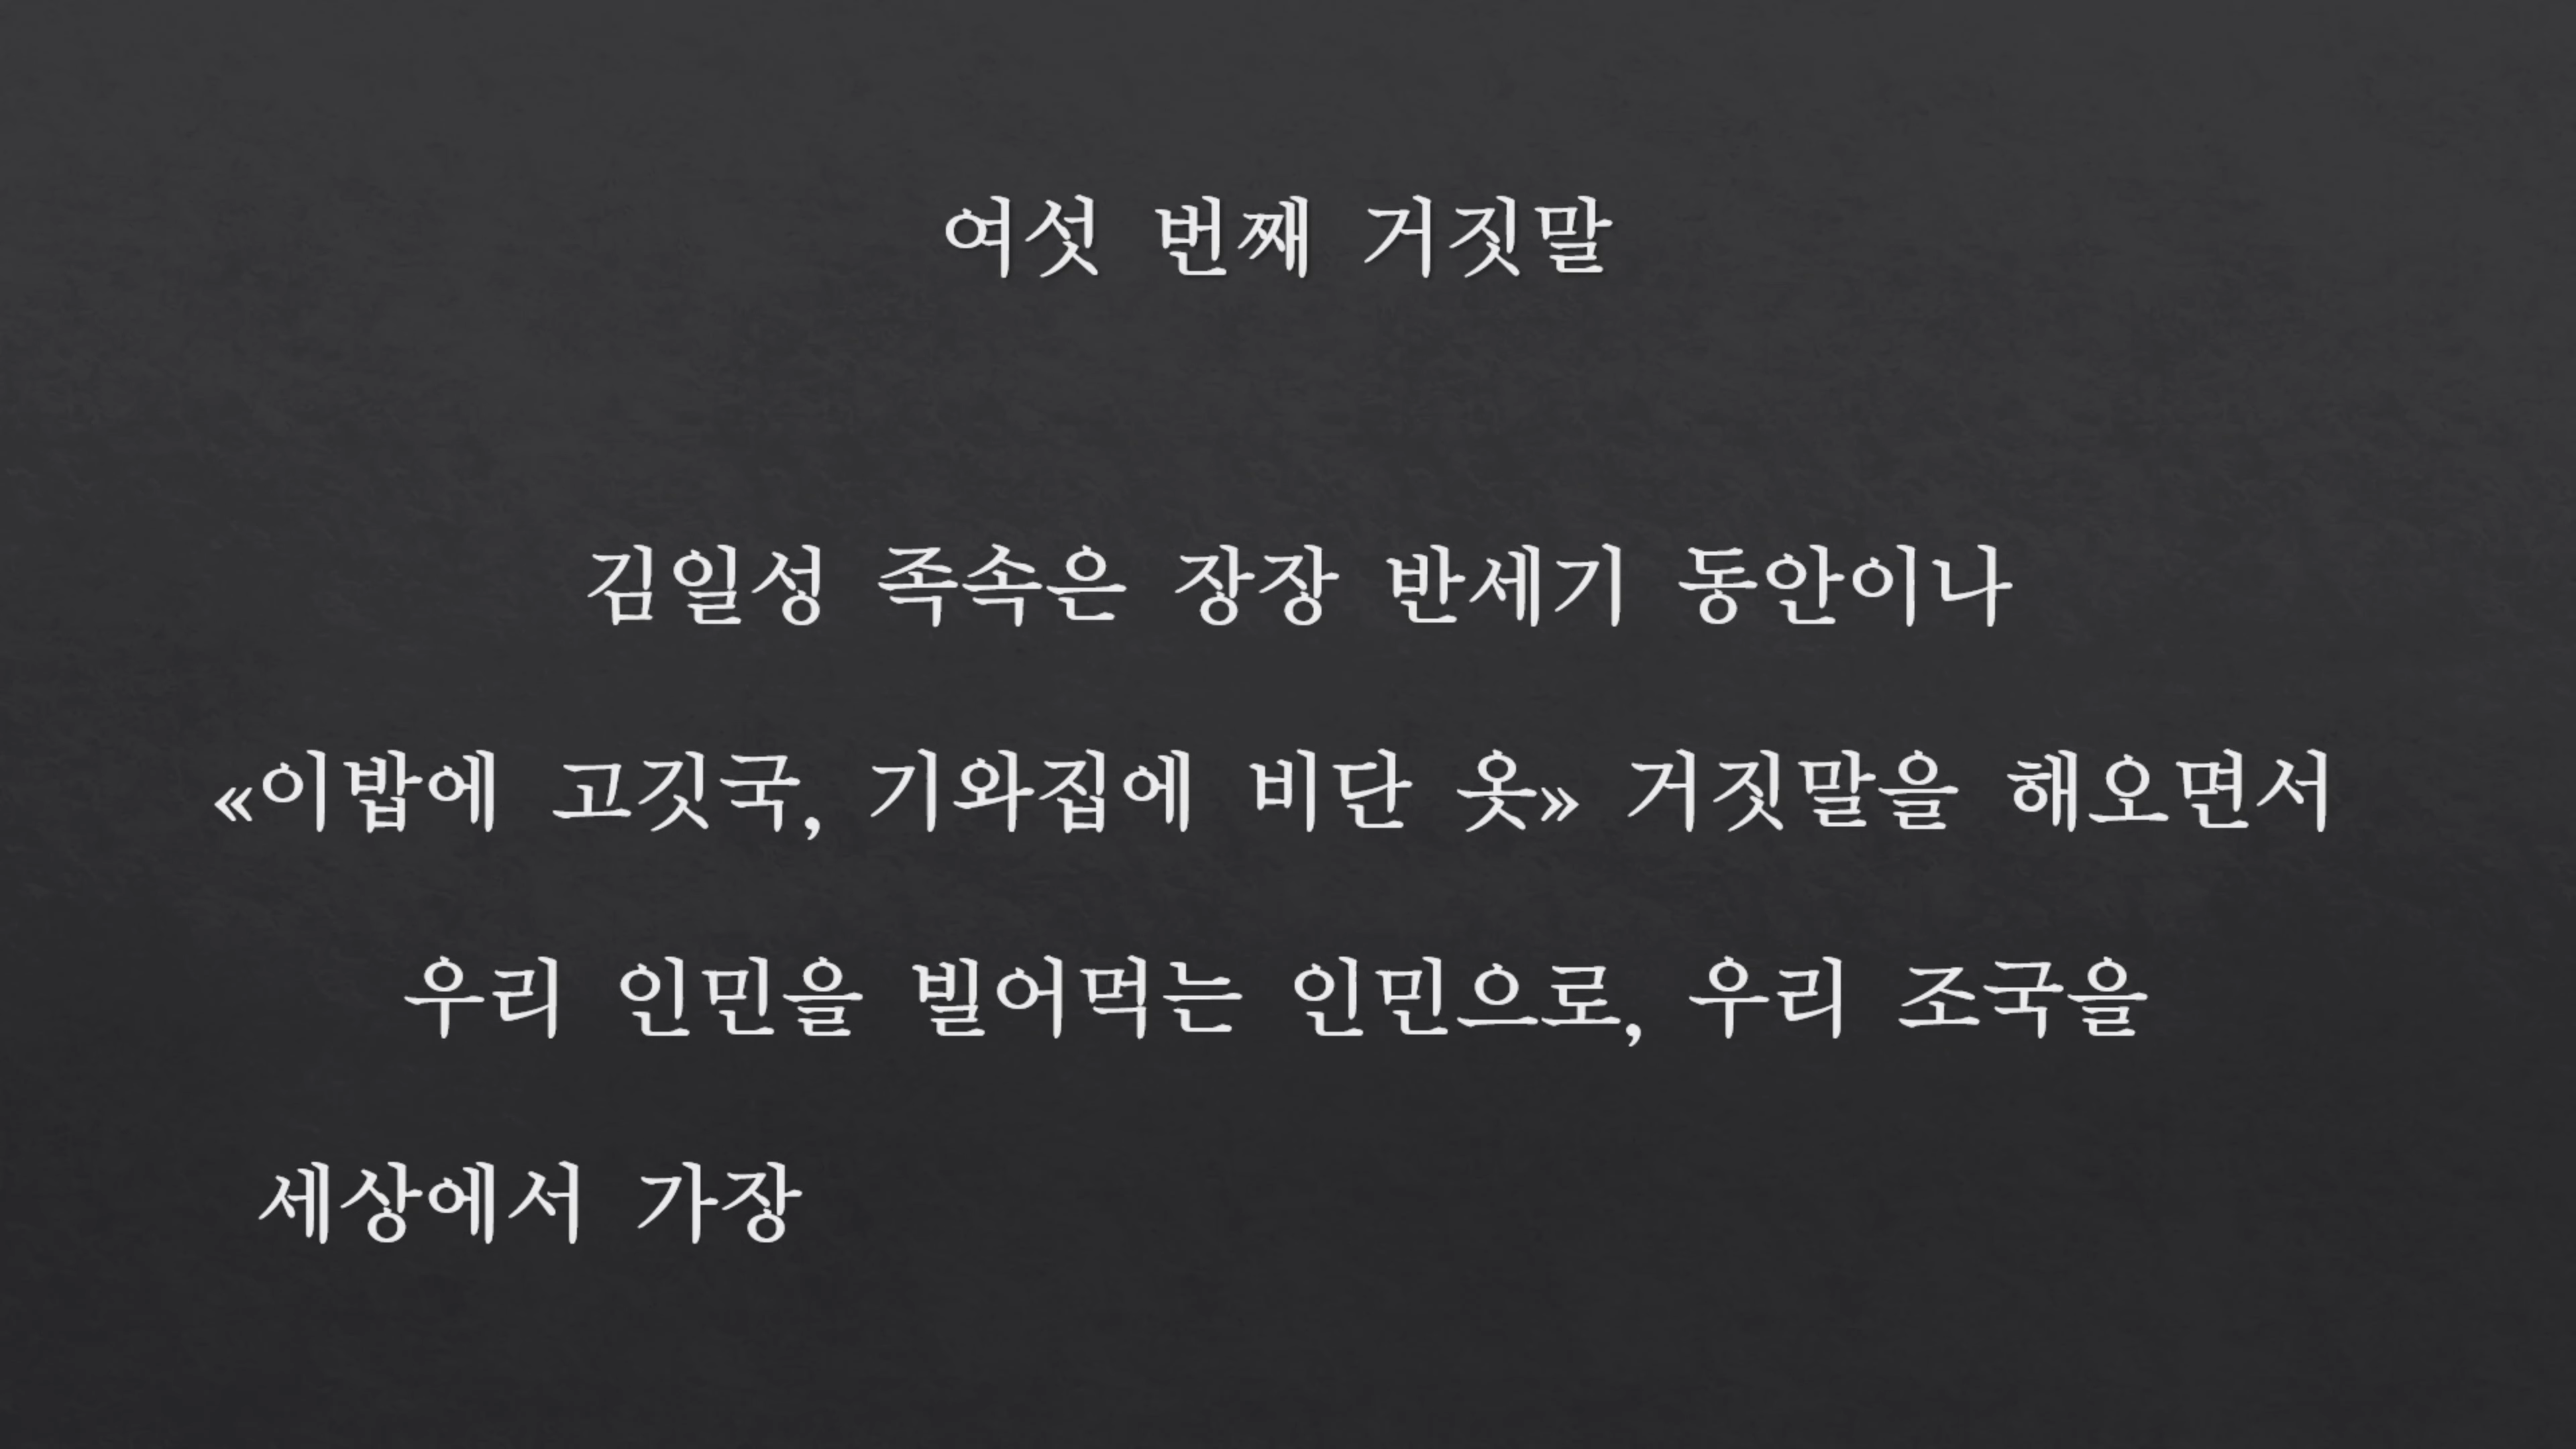 여섯 번째 거짓말
김일성 족속은 장장 반세기 동안이나
«이밥에 고깃국, 기와집에 비단 옷» 거짓말을 해오면서
우리 인민을 빌어먹는 인민으로, 우리 조국을
세상에서 가장